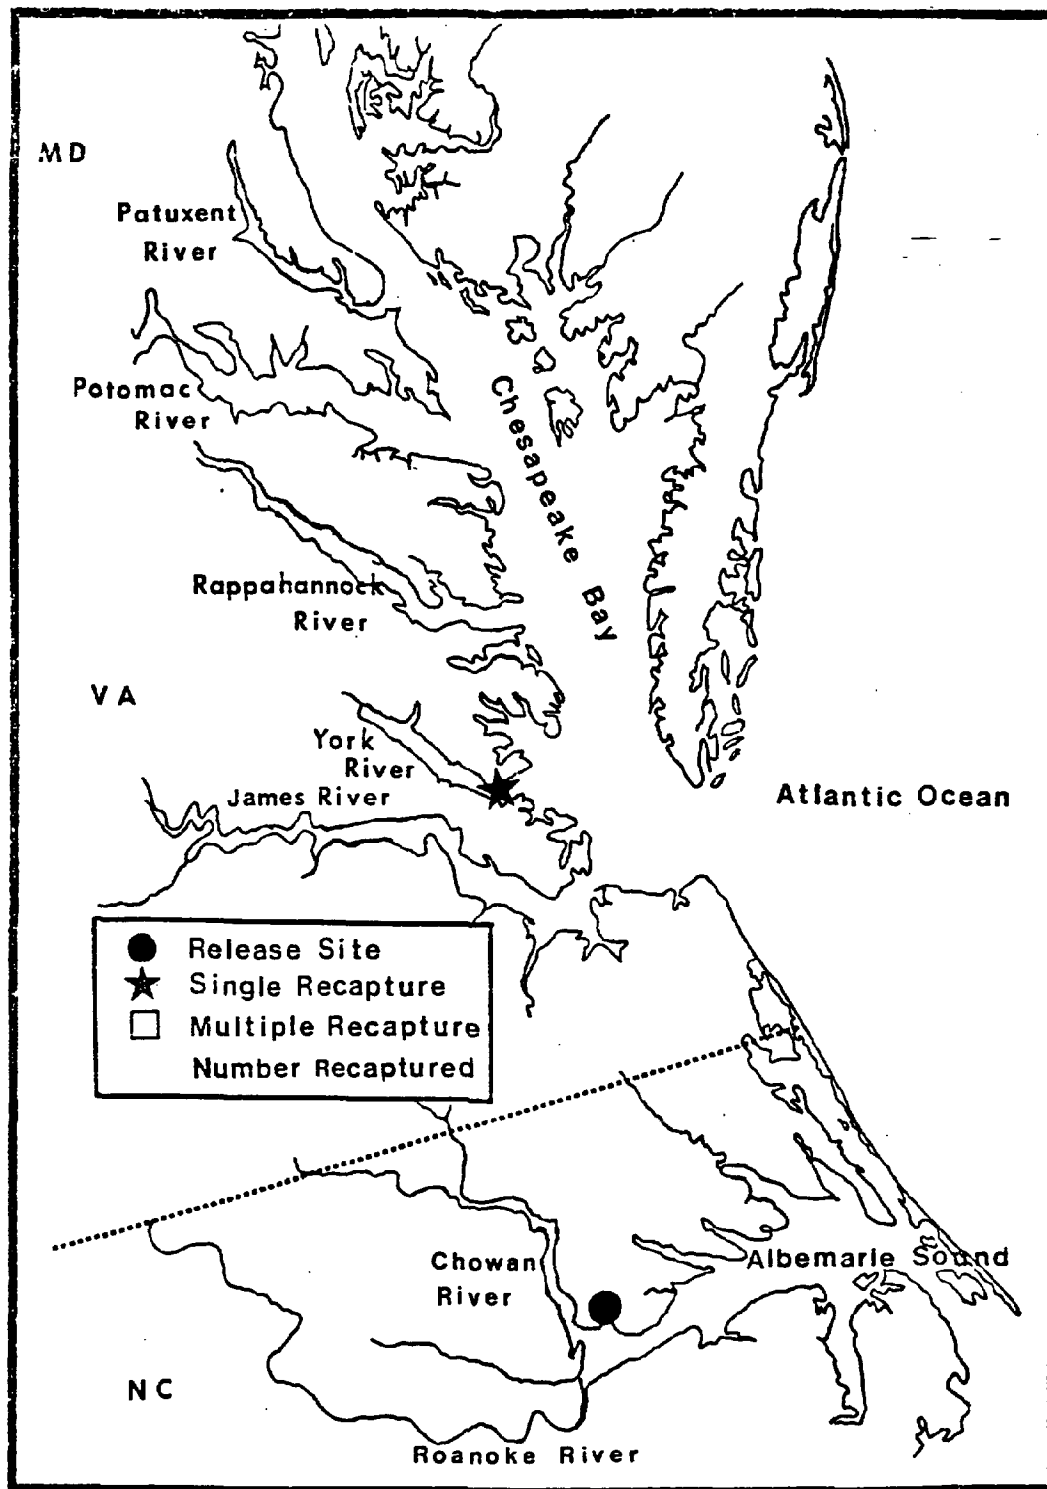 MD
Patuxent
River
Potomac
River
Chesapeake Bay
Rappahannock
River
VA
York
River
James River
Atlantic Ocean
Release Site
Single Recapture
Multiple Recapture
Number Recaptured
Chowan
River
Albemarle Sound
NC
Roanoke River